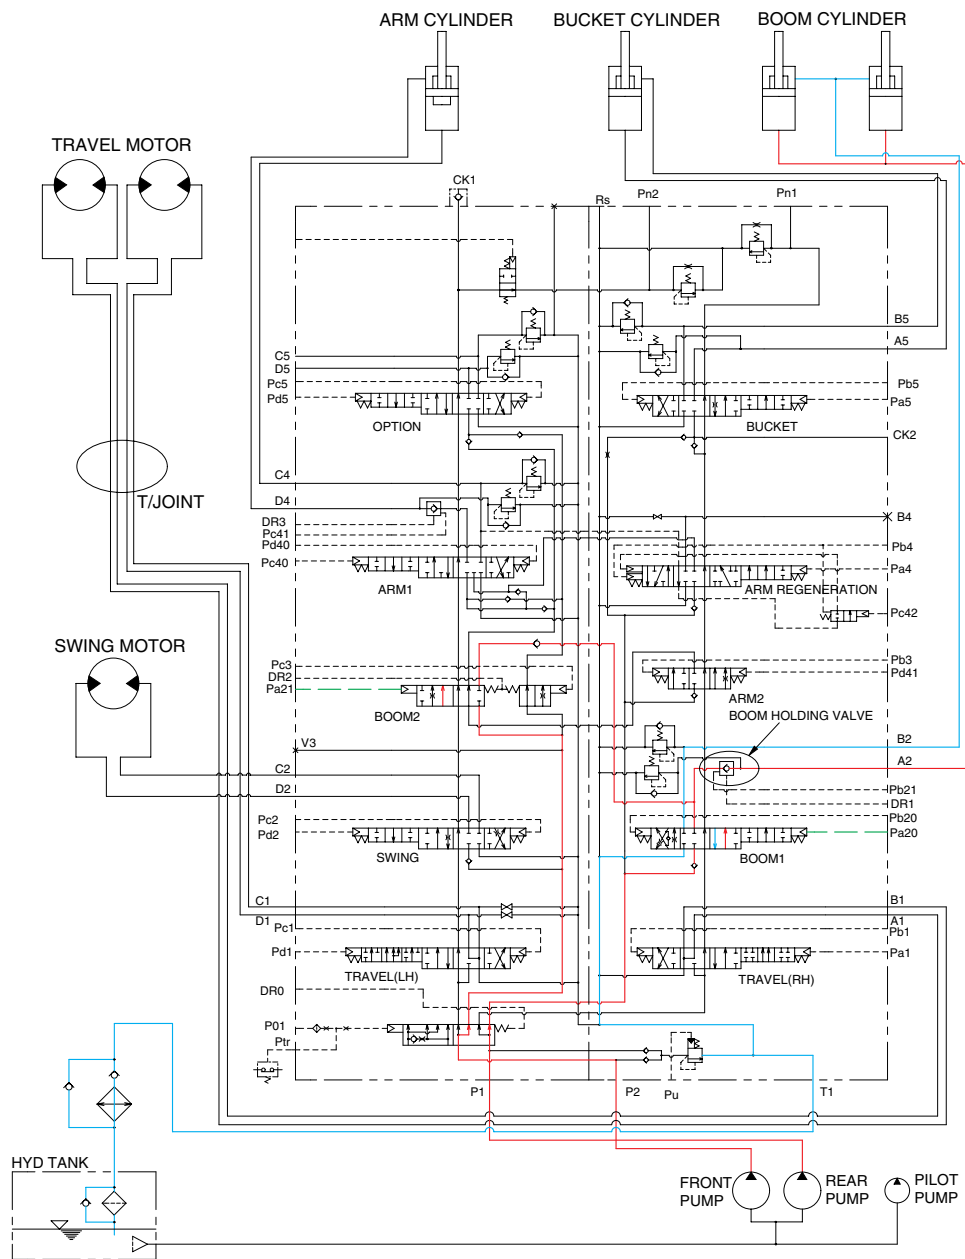 ARM CYLINDER
BUCKET CYLINDER
BOOM CYLINDER
TRAVEL MOTOR
CK1
Rs
Pn2
Pn1
B5
A5
C5
D5
Pc5
Pd5
Pb5
Pa5
OPTION
BUCKET
CK2
T/JOINT
C4
D4
DR3
Pc41
Pd40
Pc40
B4
Pb4
Pa4
ARM1
ARM REGENERATION
Pc42
SWING MOTOR
Pc3
DR2
Pa21
Pb3
Pd41
BOOM2
ARM2
BOOM HOLDING VALVE
V3
B2
A2
C2
D2
Pb21
DR1
Pc2
Pd2
Pb20
Pa20
SWING
BOOM1
C1
D1
Pc1
B1
A1
Pb1
Pd1
Pa1
TRAVEL(LH)
TRAVEL(RH)
DR0
P01
Ptr
P1
P2
Pu
T1
HYD TANK
FRONT
PUMP
REAR
PUMP
PILOT
PUMP